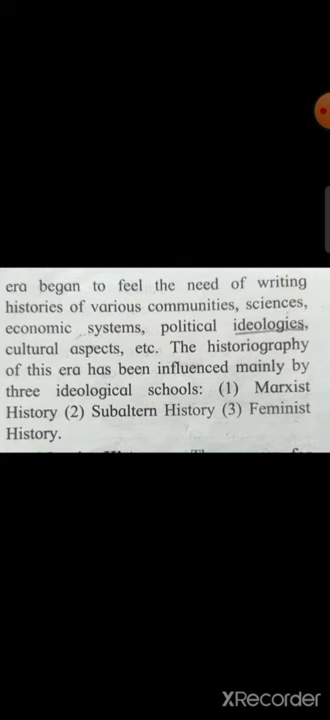 era began to feel the need of writing
histories of various communities, sciences,
economic systems, political ideologies,
cultural aspects, etc. The historiography
of this era has been influenced mainly by
three ideological schools: (1) Marxist
History (2) Subaltern History (3) Feminist
History.
XRecorder